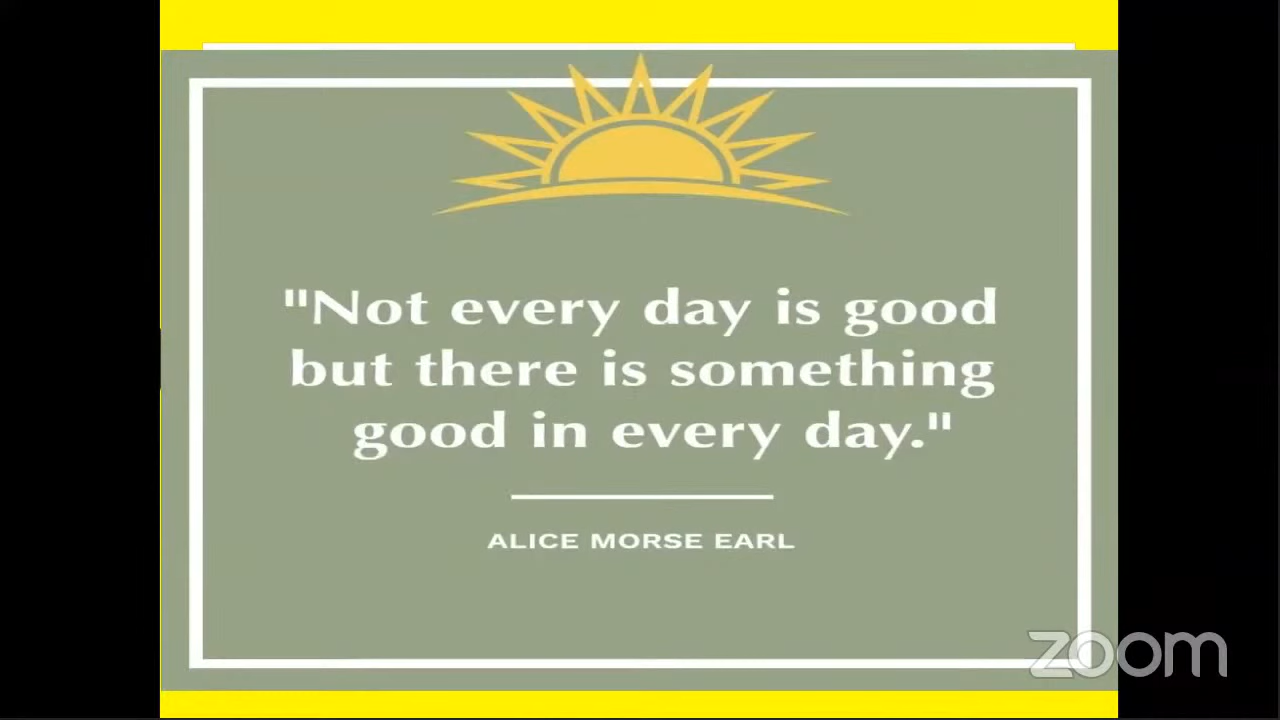 "Not every day is good
but there is something
good in every day."
ALICE MORSE EARL
zoom